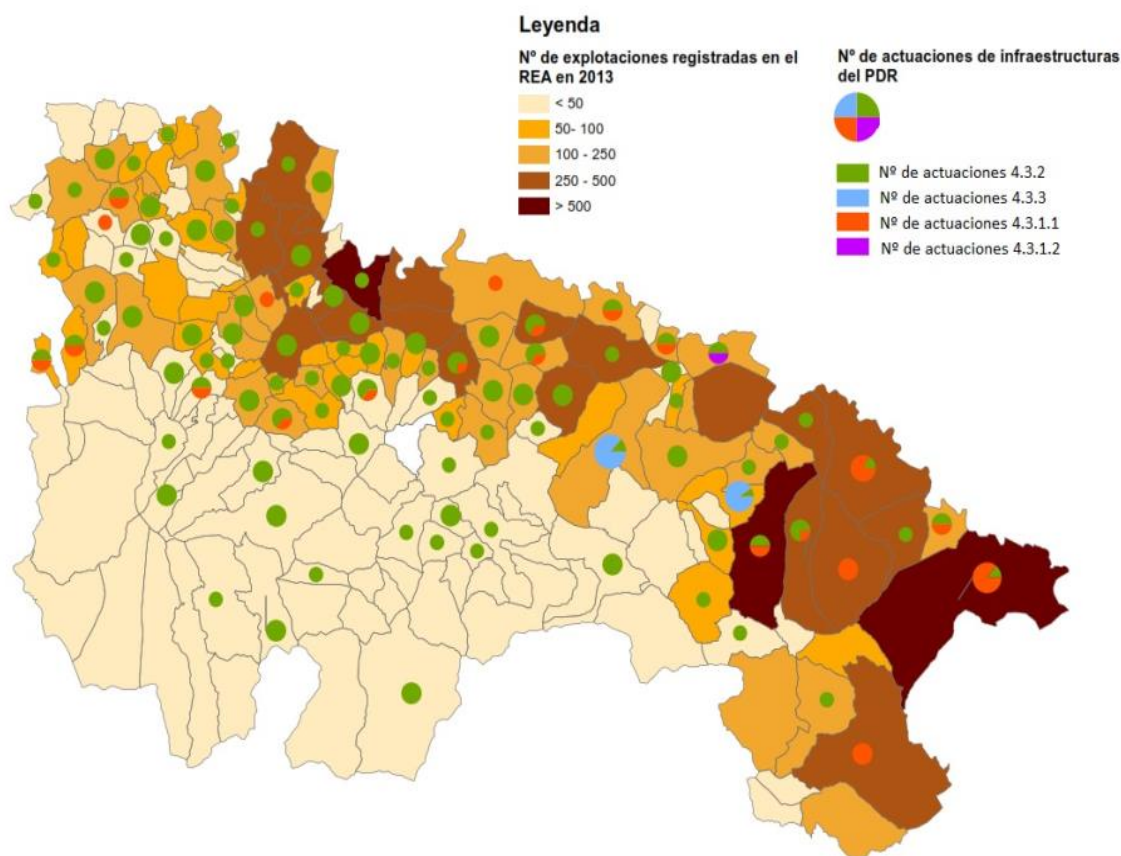 Leyenda
Nº de explotaciones registradas en el
REA en 2013
< 50
50- 100
100 - 250
250 - 500
> 500
Nº de actuaciones de infraestructuras
del PDR
Nº de actuaciones 4.3.2
Nº de actuaciones 4.3.3
Nº de actuaciones 4.3.1.1
Nº de actuaciones 4.3.1.2